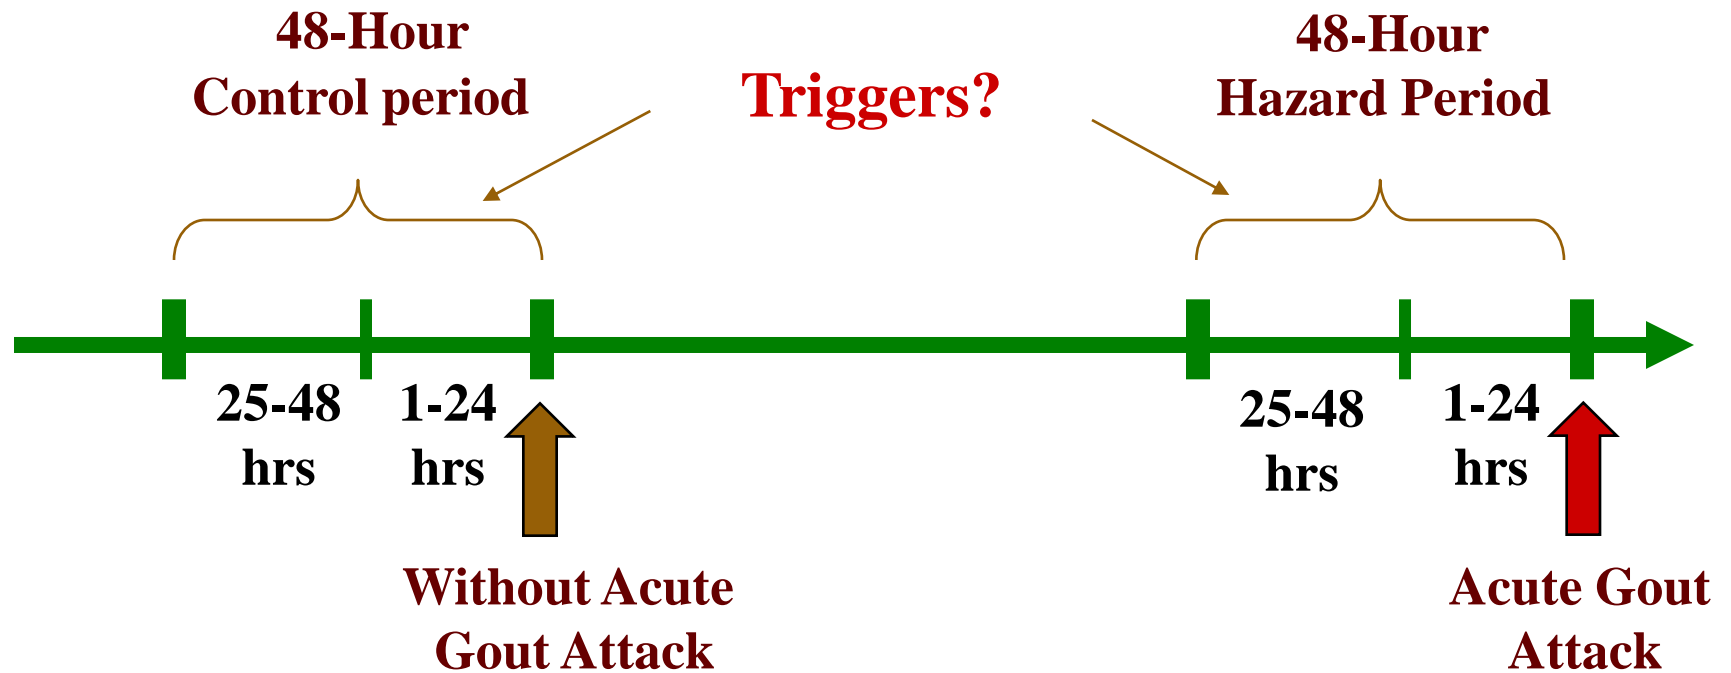 48-Hour
Control period
Triggers?
48-Hour
Hazard Period
25-48
hrs
1-24
hrs
25-48
hrs
1-24
hrs
Without Acute
Gout Attack
Acute Gout
Attack